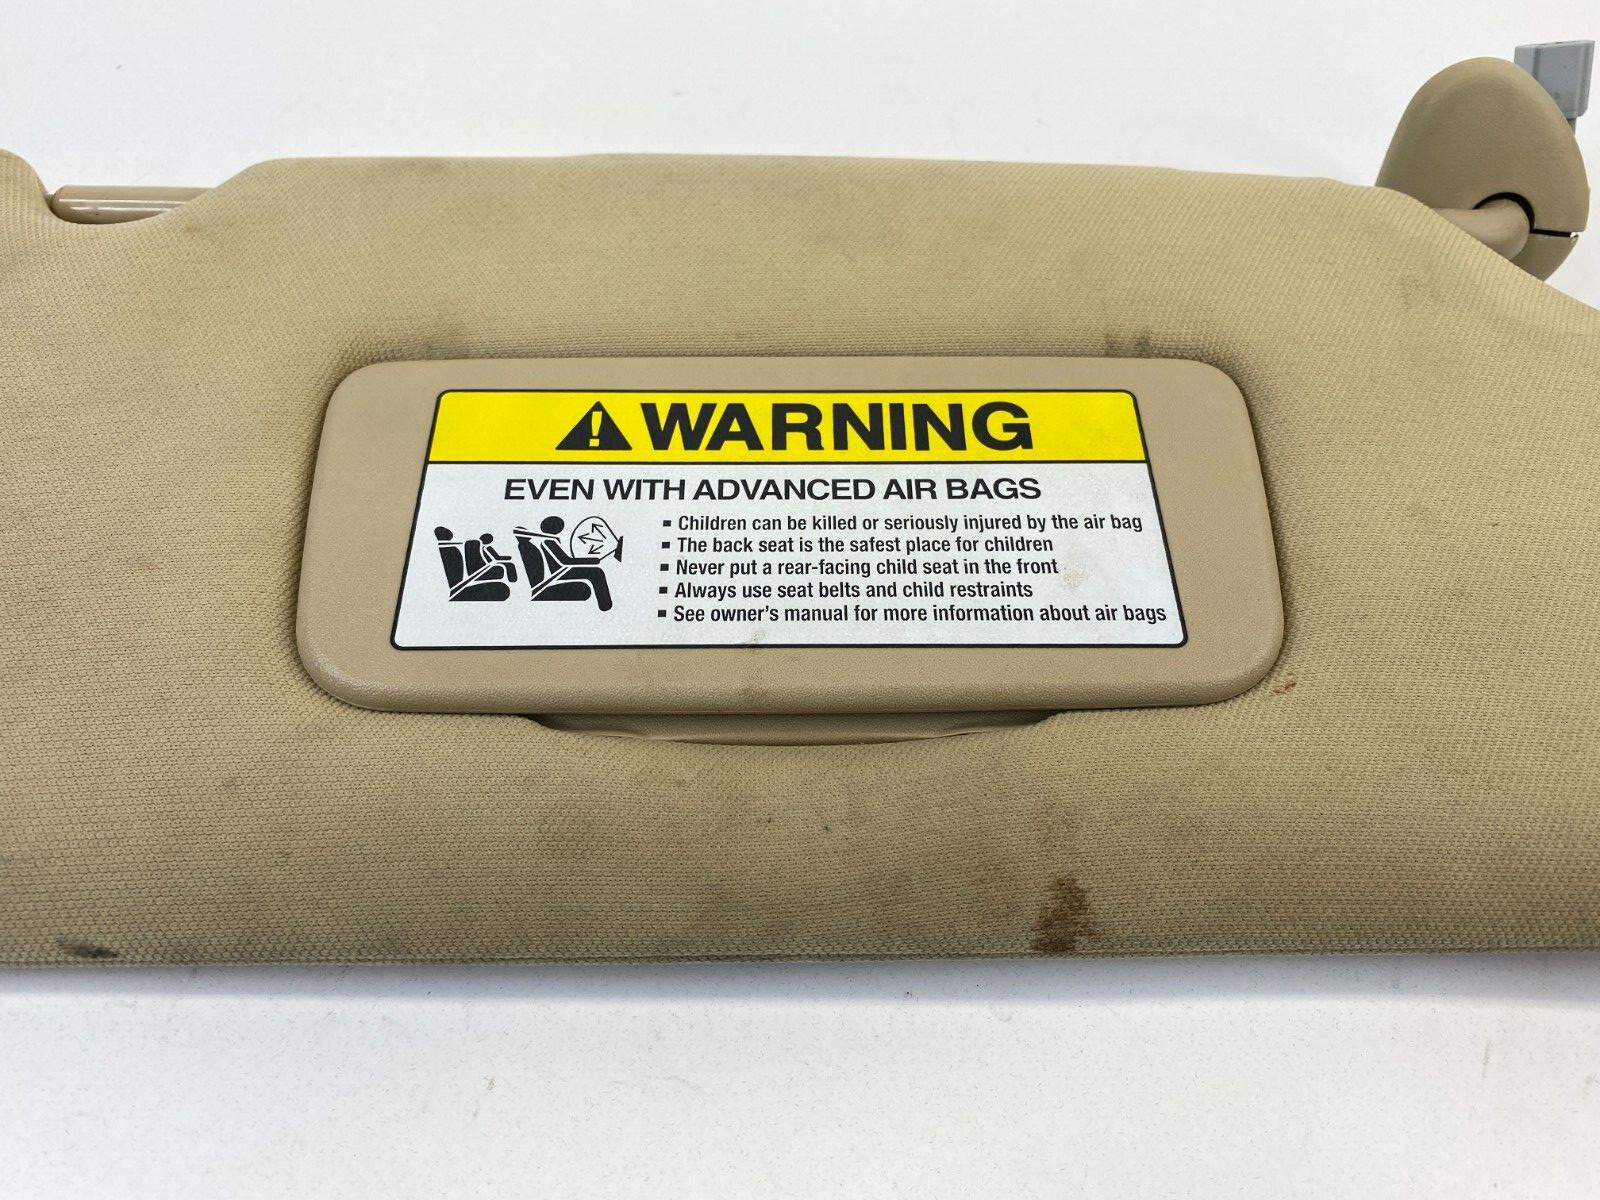 WARNING
EVEN WITH ADVANCED AIR BAGS
▪ Children can be killed or seriously injured by the air bag
▪ The back seat is the safest place for children
▪ Never put a rear-facing child seat in the front
▪ Always use seat belts and child restraints
▪ See owner's manual for more information about air bags